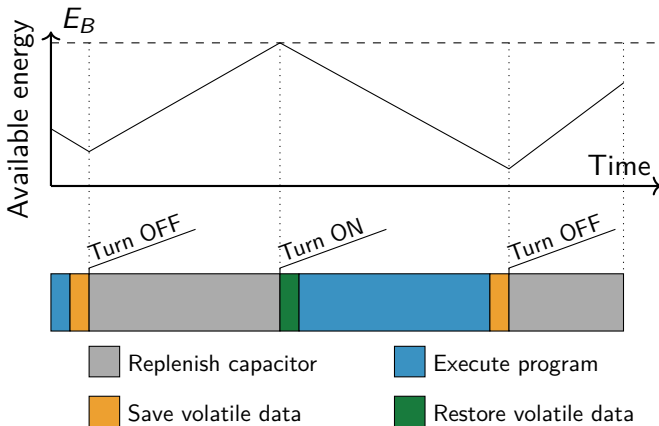 E_B
Available energy
Time
Turn OFF
Turn ON
Turn OFF
Replenish capacitor
Execute program
Save volatile data
Restore volatile data